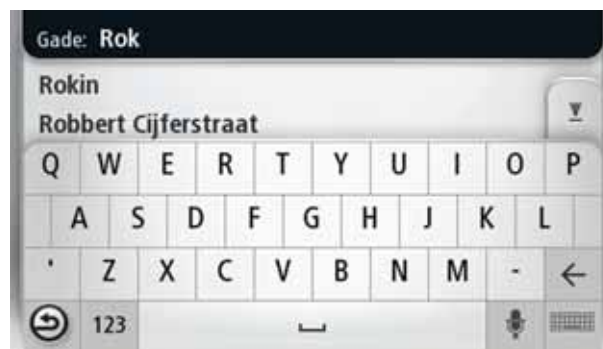 Gade: Rok
Rokin
Robbert Cijferstraat
Q W E R T Y U I O P
A S D F G H J K L
' Z X C V B N M -
123